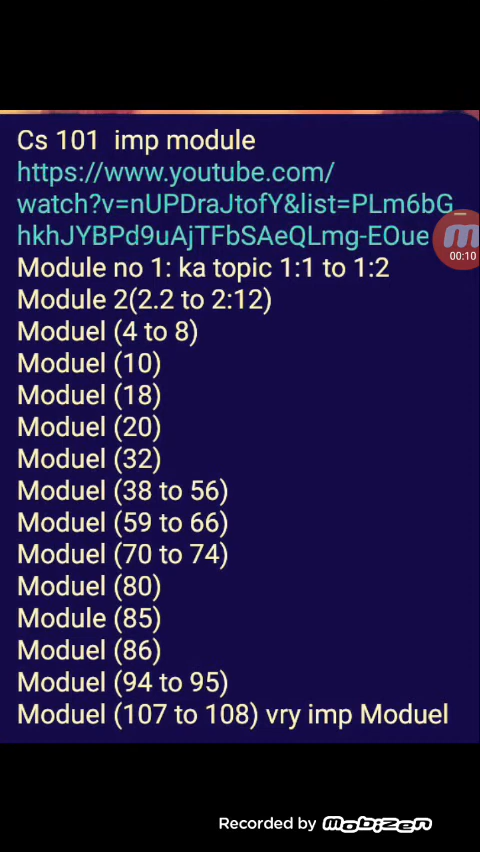 Cs 101 imp module
https://www.youtube.com/
watch?v=nUPDraJtofY&list=PLm6bG_
hkhJYBPd9uAjTFbSAeQLmg-EOue
Module no 1: ka topic 1:1 to 1:2
Module 2(2.2 to 2:12)
Moduel (4 to 8)
Moduel (10)
Moduel (18)
Moduel (20)
Moduel (32)
Moduel (38 to 56)
Moduel (59 to 66)
Moduel (70 to 74)
Moduel (80)
Module (85)
Moduel (86)
Moduel (94 to 95)
Moduel (107 to 108) vry imp Moduel
00:10
Recorded by Mobizen